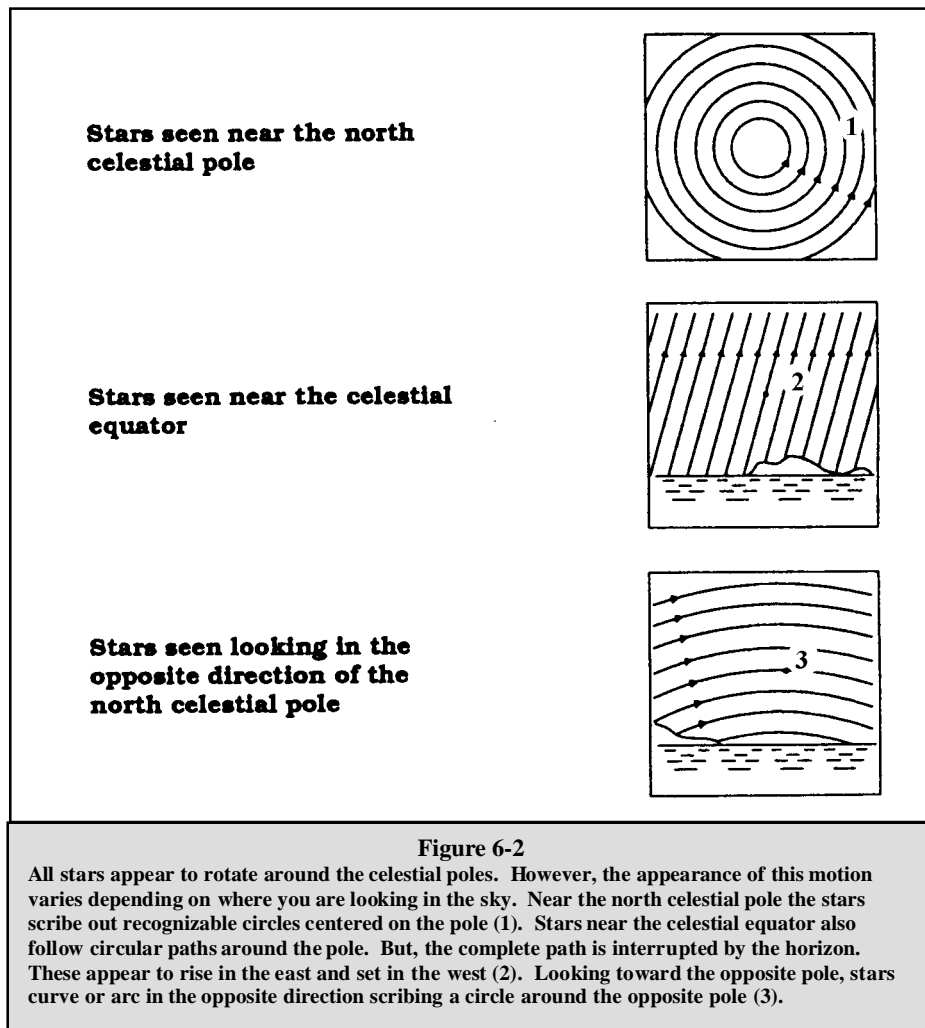 Stars seen near the north
celestial pole
1
Stars seen near the celestial
equator
2
Stars seen looking in the
opposite direction of the
north celestial pole
3
Figure 6-2
All stars appear to rotate around the celestial poles. However, the appearance of this motion
varies depending on where you are looking in the sky. Near the north celestial pole the stars
scribe out recognizable circles centered on the pole (1). Stars near the celestial equator also
follow circular paths around the pole. But, the complete path is interrupted by the horizon.
These appear to rise in the east and set in the west (2). Looking toward the opposite pole, stars
curve or arc in the opposite direction scribing a circle around the opposite pole (3).